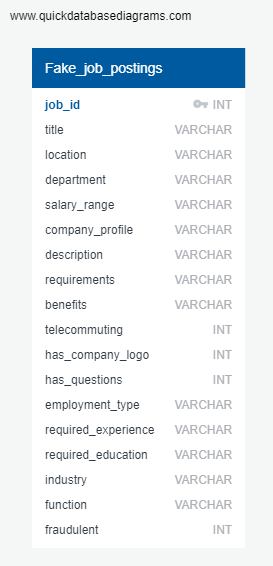 www.quickdatabasediagrams.com
Fake_job_postings
job_id INT
title VARCHAR
location VARCHAR
department VARCHAR
salary_range VARCHAR
company_profile VARCHAR
description VARCHAR
requirements VARCHAR
benefits VARCHAR
telecommuting INT
has_company_logo INT
has_questions INT
employment_type VARCHAR
required_experience VARCHAR
required_education VARCHAR
industry VARCHAR
function VARCHAR
fraudulent INT